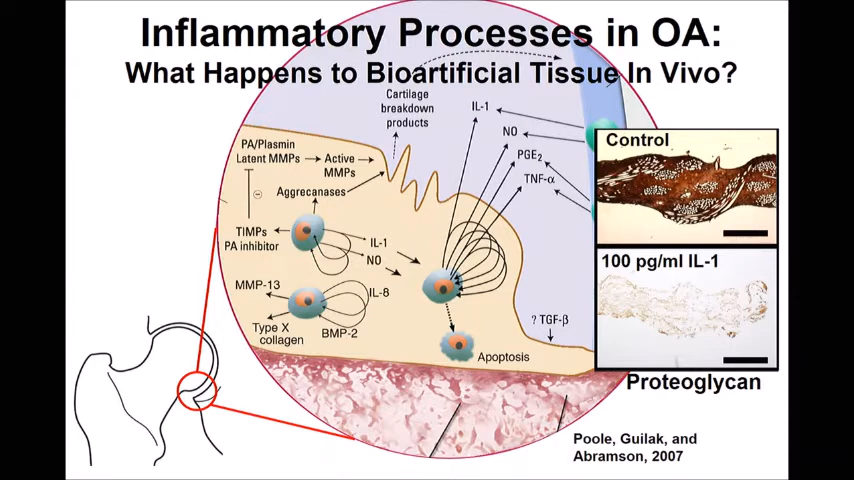 Inflammatory Processes in OA:
What Happens to Bioartificial Tissue In Vivo?
Cartilage
breakdown
products
IL-1
NO
PGE2
TNF-α
PA/Plasmin
Latent MMPs
Active
MMPs
Aggrecanases
TIMPs
PA inhibitor
IL-1
NO
MMP-13
IL-8
Type X
collagen
BMP-2
? TGF-β
Apoptosis
Control
100 pg/ml IL-1
Proteoglycan
Poole, Guilak, and
Abramson, 2007